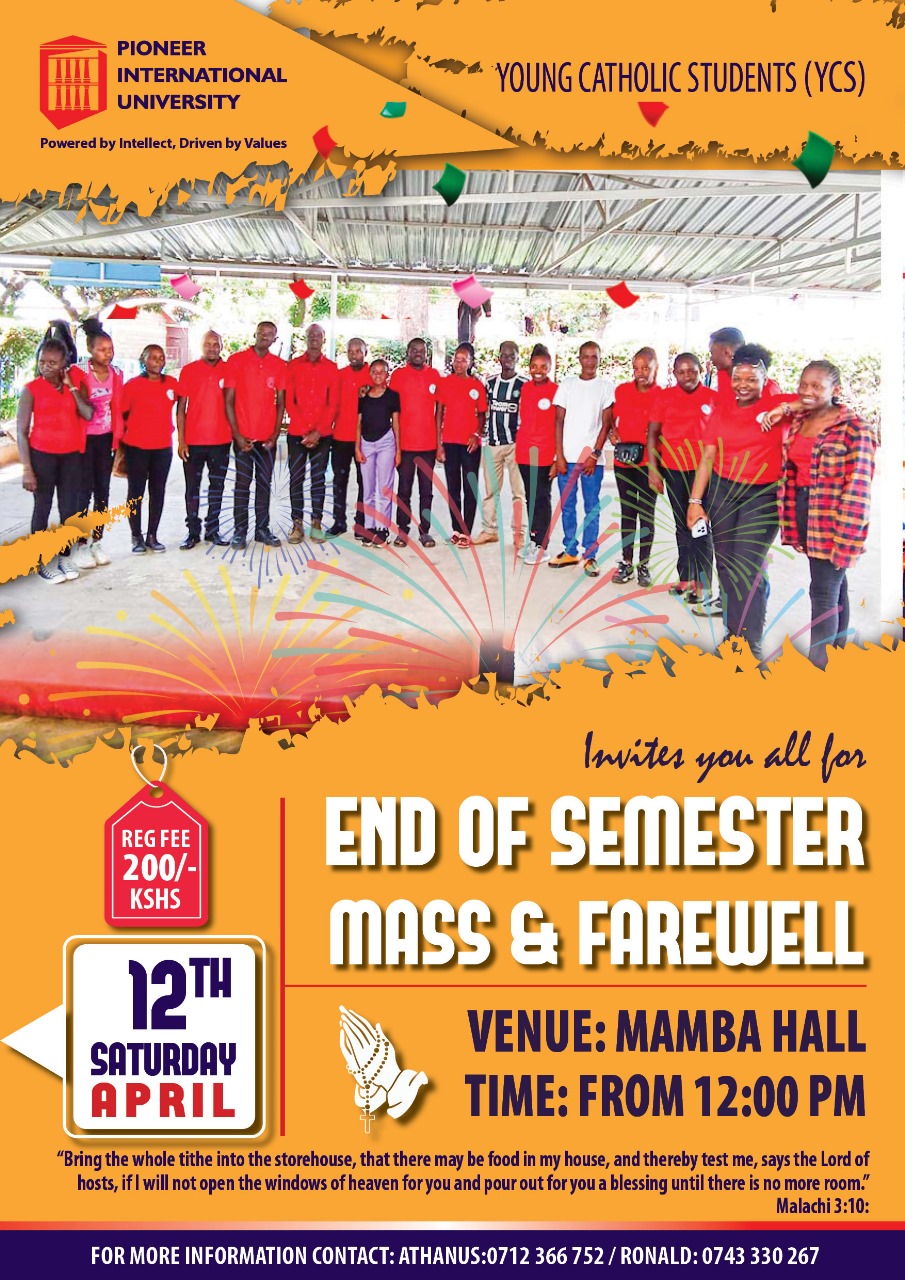 PIONEER
INTERNATIONAL
UNIVERSITY
Powered by Intellect, Driven by Values
YOUNG CATHOLIC STUDENTS (YCS)
Invites you all for
END OF SEMESTER
MASS & FAREWELL
REG FEE
200/-
KSHS
12TH
SATURDAY
APRIL
VENUE: MAMBA HALL
TIME: FROM 12:00 PM
“Bring the whole tithe into the storehouse, that there may be food in my house, and thereby test me, says the Lord of
hosts, if I will not open the windows of heaven for you and pour out for you a blessing until there is no more room.”
Malachi 3:10:
FOR MORE INFORMATION CONTACT: ATHANUS:0712 366 752 / RONALD: 0743 330 267